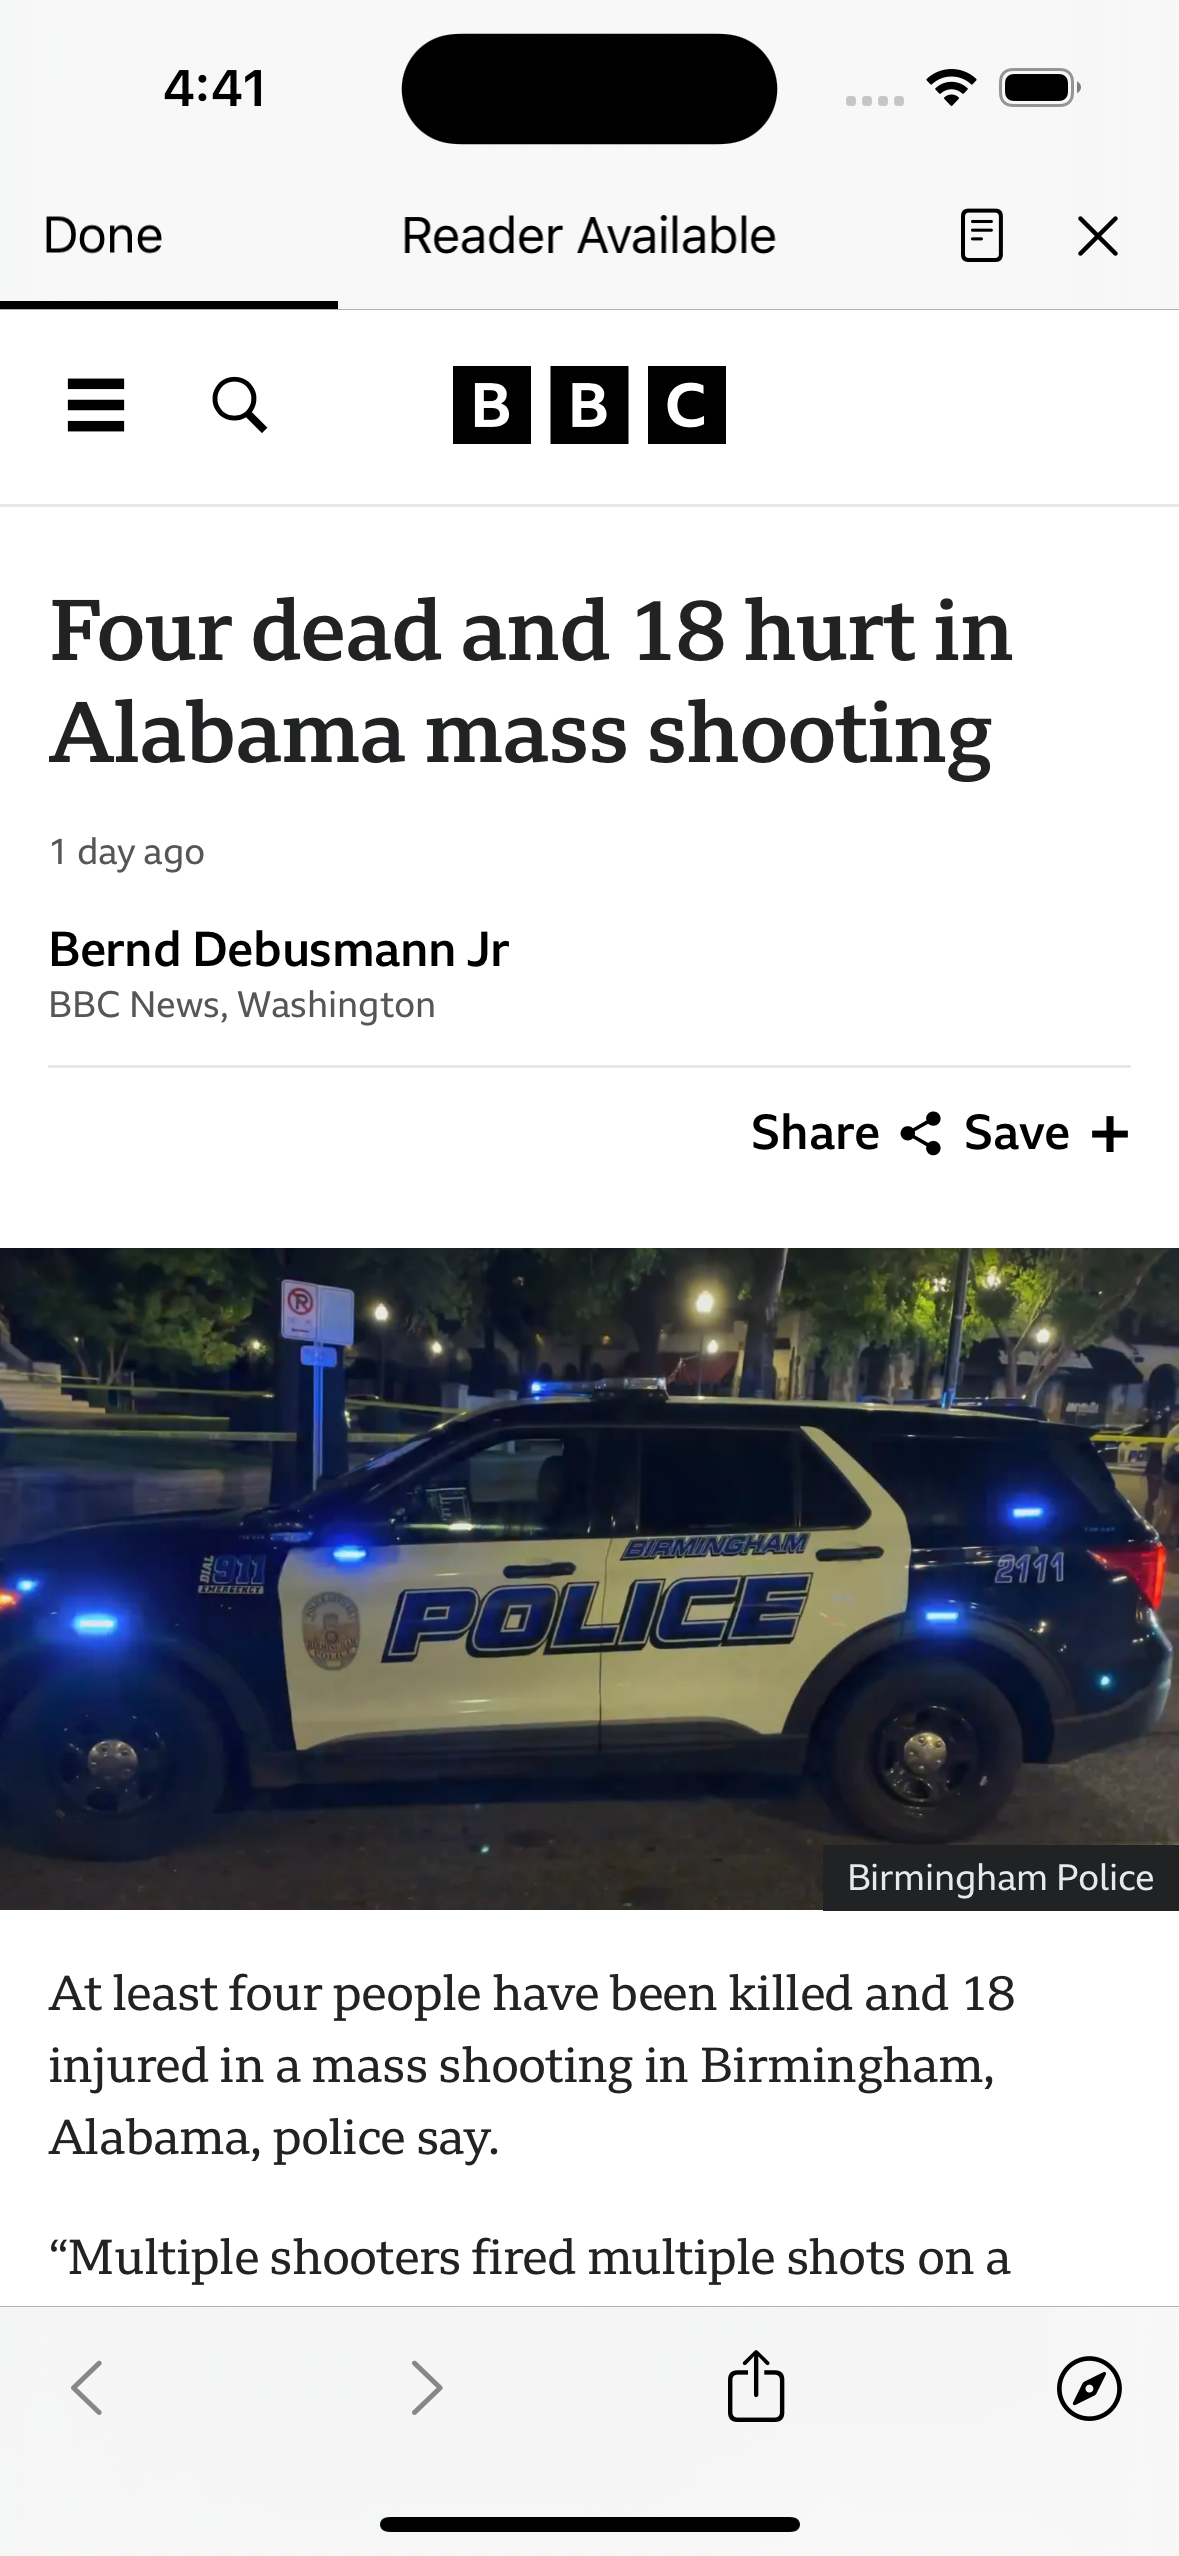 4:41
Done
Reader Available
BBC
Four dead and 18 hurt in
Alabama mass shooting
1 day ago
Bernd Debusmann Jr
BBC News, Washington
Share Save
DIAL 911
EMERGENCY
BIRMINGHAM
POLICE
2111
Birmingham Police
At least four people have been killed and 18
injured in a mass shooting in Birmingham,
Alabama, police say.
“Multiple shooters fired multiple shots on a